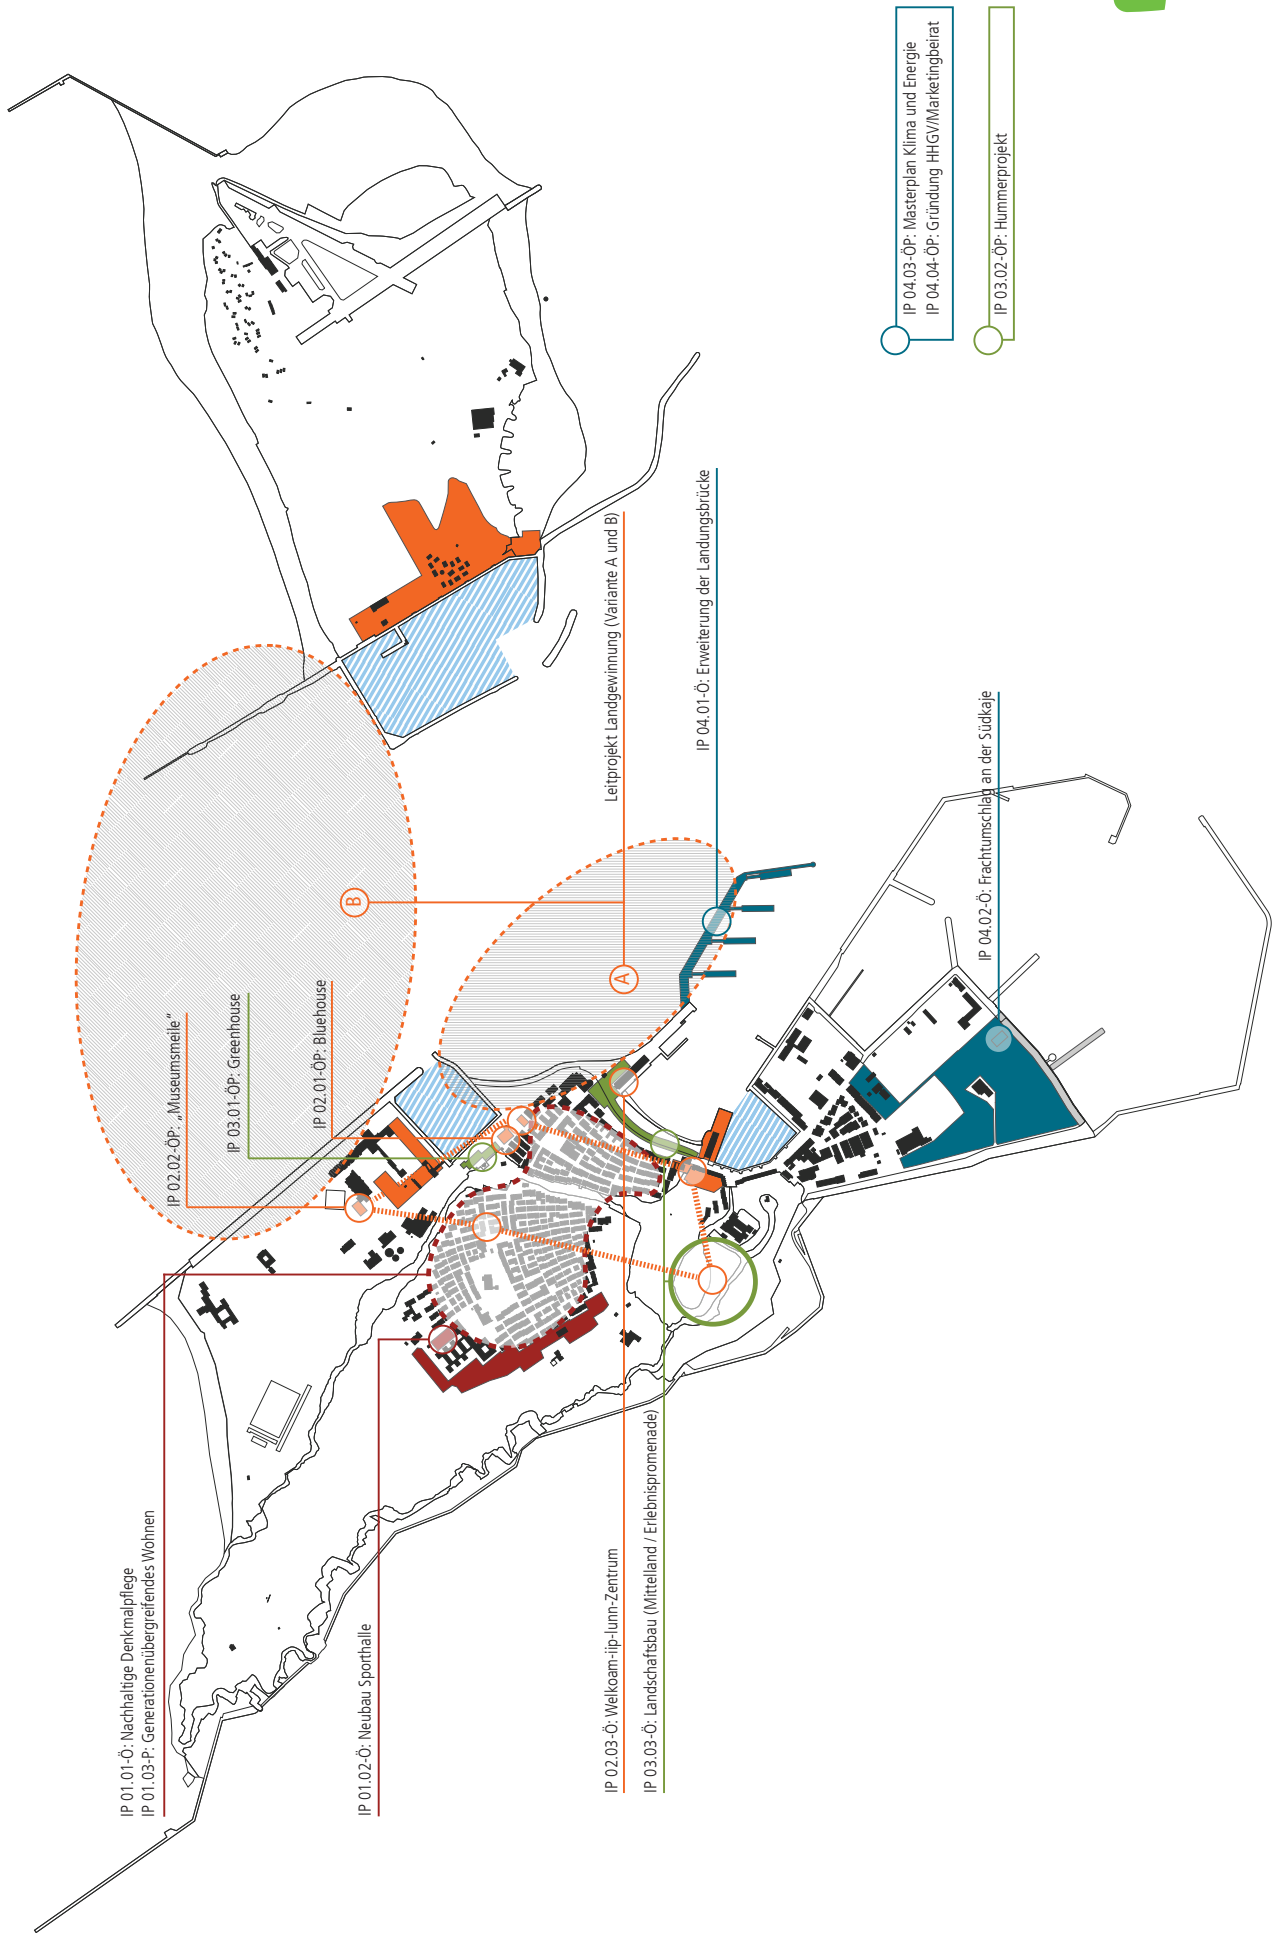 IP 01.01-Ö: Nachhaltige Denkmalpflege
IP 01.03-P: Generationenübergreifendes Wohnen
IP 02.02-ÖP: „Museumsmeile“
IP 03.01-ÖP: Greenhouse
IP 02.01-ÖP: Bluehouse
IP 01.02-Ö: Neubau Sporthalle
B
A
Leitprojekt Landgewinnung (Variante A und B)
IP 02.03-Ö: Welkoam-iip-lunn-Zentrum
IP 03.03-Ö: Landschaftsbau (Mittelland / Erlebnispromenade)
IP 04.01-Ö: Erweiterung der Landungsbrücke
IP 04.02-Ö: Frachtumschlag an der Südkaje
IP 04.03-ÖP: Masterplan Klima und Energie
IP 04.04-ÖP: Gründung HHGV/Marketingbeirat
IP 03.02-ÖP: Hummerprojekt